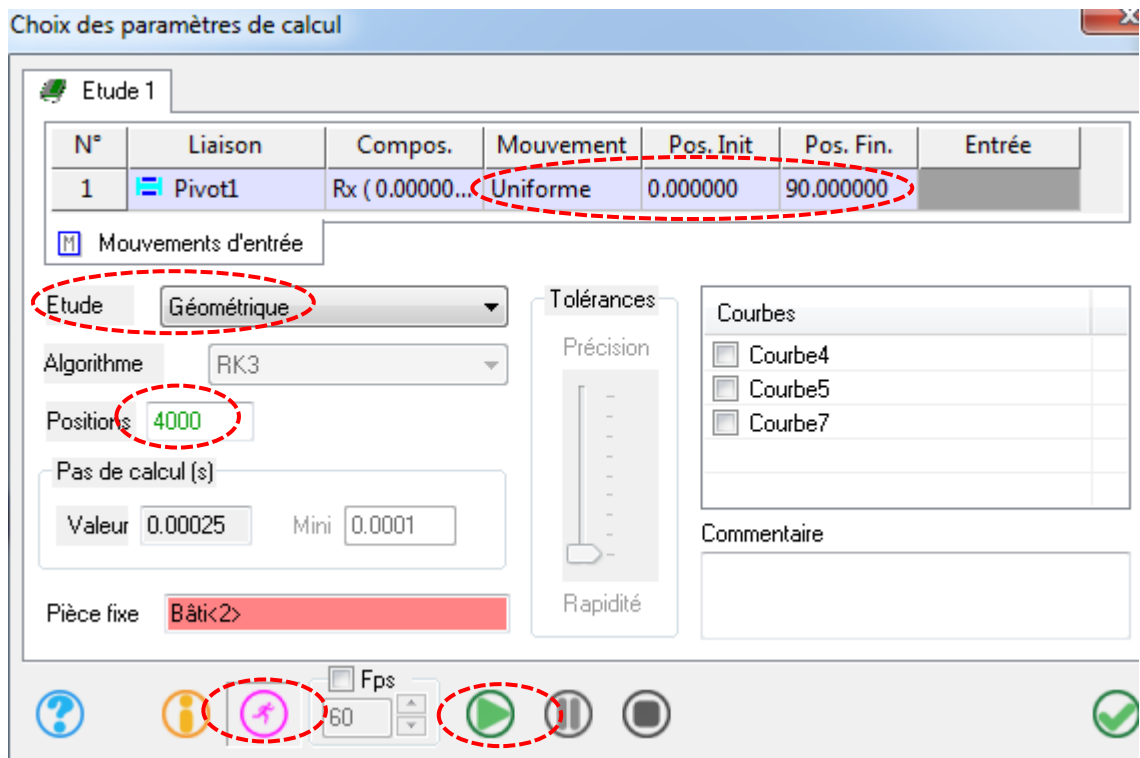 Choix des paramètres de calcul
Etude 1
N° Liaison Compos. Mouvement Pos. Init Pos. Fin. Entrée
1 Pivot1 Rx ( 0.00000... Uniforme 0.000000 90.000000
M Mouvements d'entrée
Etude Géométrique
Algorithme RK3
Positions 4000
Pas de calcul (s)
Valeur 0.00025 Mini 0.0001
Pièce fixe Bâti<2>
Tolérances
Précision
Rapidité
Courbes
Courbe4
Courbe5
Courbe7
Commentaire
Fps
60